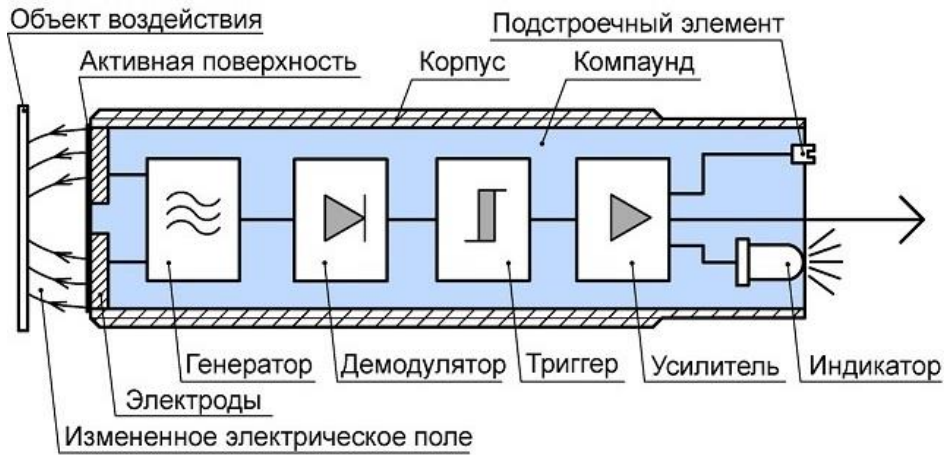 Объект воздействия
Подстроечный элемент
Активная поверхность
Корпус
Компаунд
Генератор
Демодулятор
Триггер
Усилитель
Индикатор
Электроды
Измененное электрическое поле